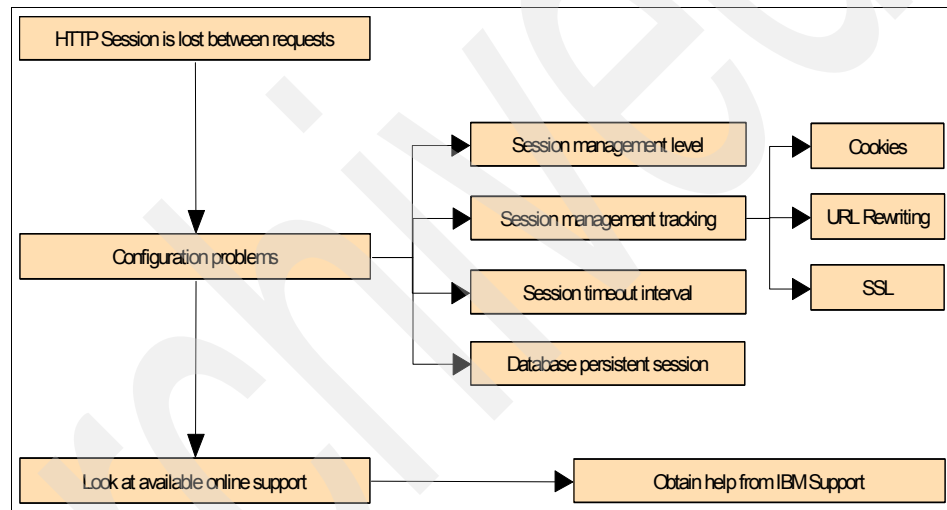 HTTP Session is lost between requests
Session management level
Cookies
Session management tracking
URL Rewriting
Configuration problems
Session timeout interval
SSL
Database persistent session
Look at available online support
Obtain help from IBM Support